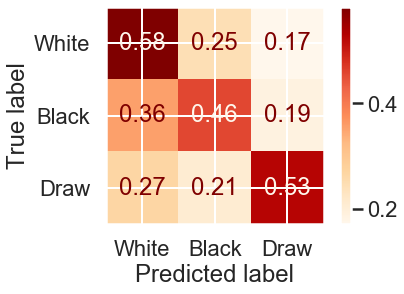 True label
White 0.58 0.25 0.17
Black 0.36 0.46 0.19
Draw 0.27 0.21 0.53
White Black Draw
Predicted label
0.4
0.2